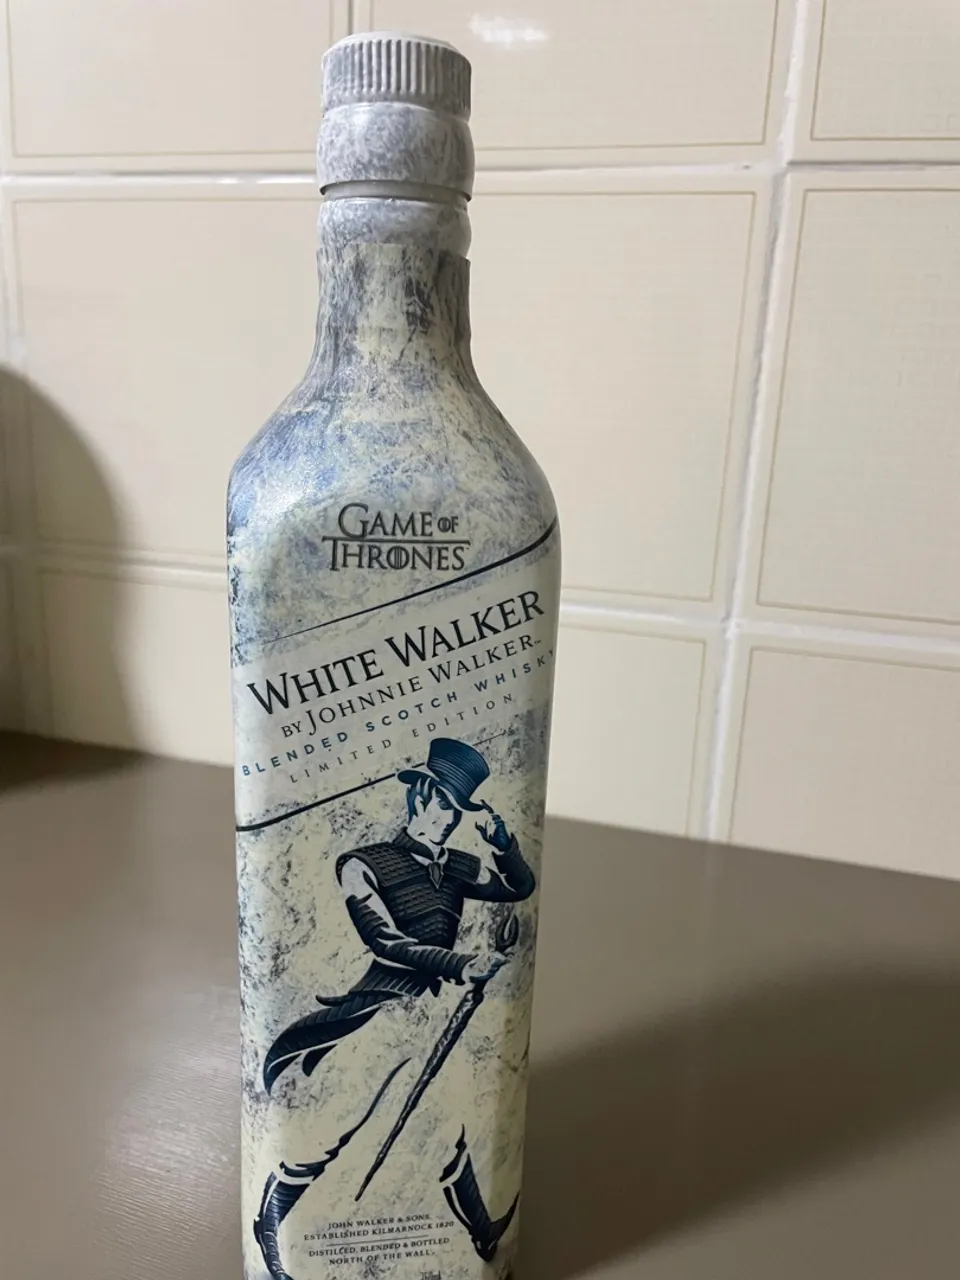 GAME OF
THRONES
WHITE WALKER
BY JOHNNIE WALKER™
BLENDED SCOTCH WHISKY
LIMITED EDITION
JOHN WALKER & SONS,
ESTABLISHED KILMARNOCK 1820
DISTILLED, BLENDED & BOTTLED
NORTH OF THE WALL.